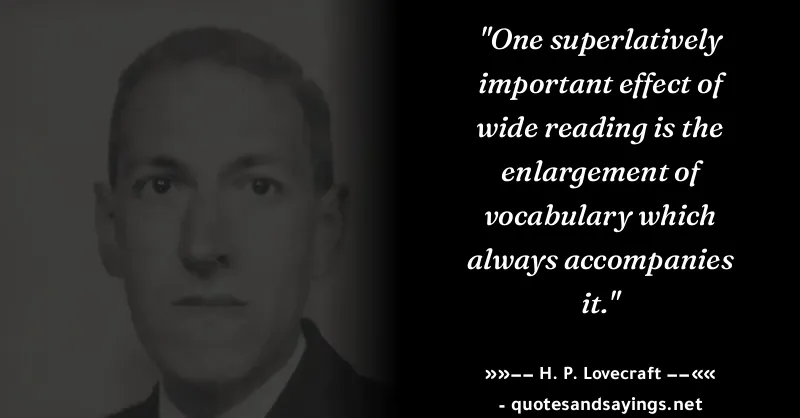 "One superlatively
important effect of
wide reading is the
enlargement of
vocabulary which
always accompanies
it."
»»−− H. P. Lovecraft −−««
- quotesandsayings.net